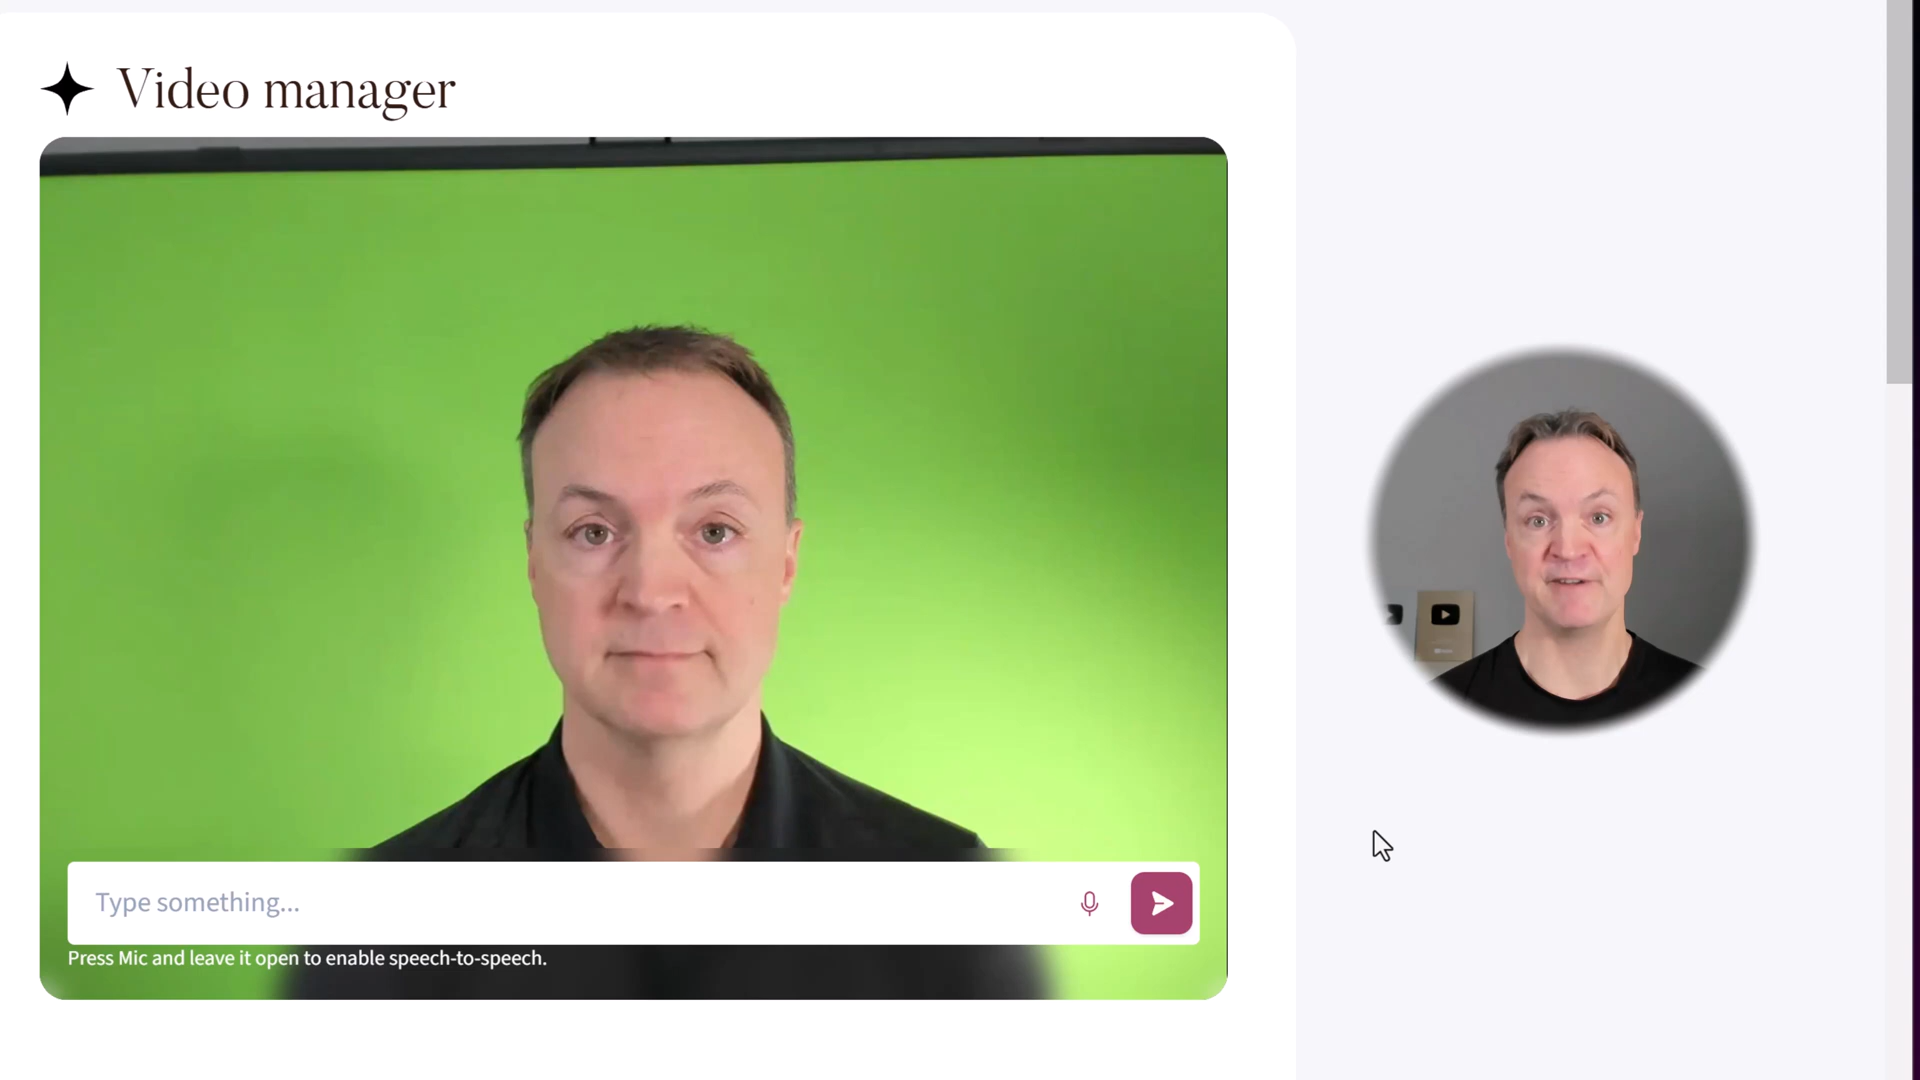 Video manager
Type something...
Press Mic and leave it open to enable speech-to-speech.